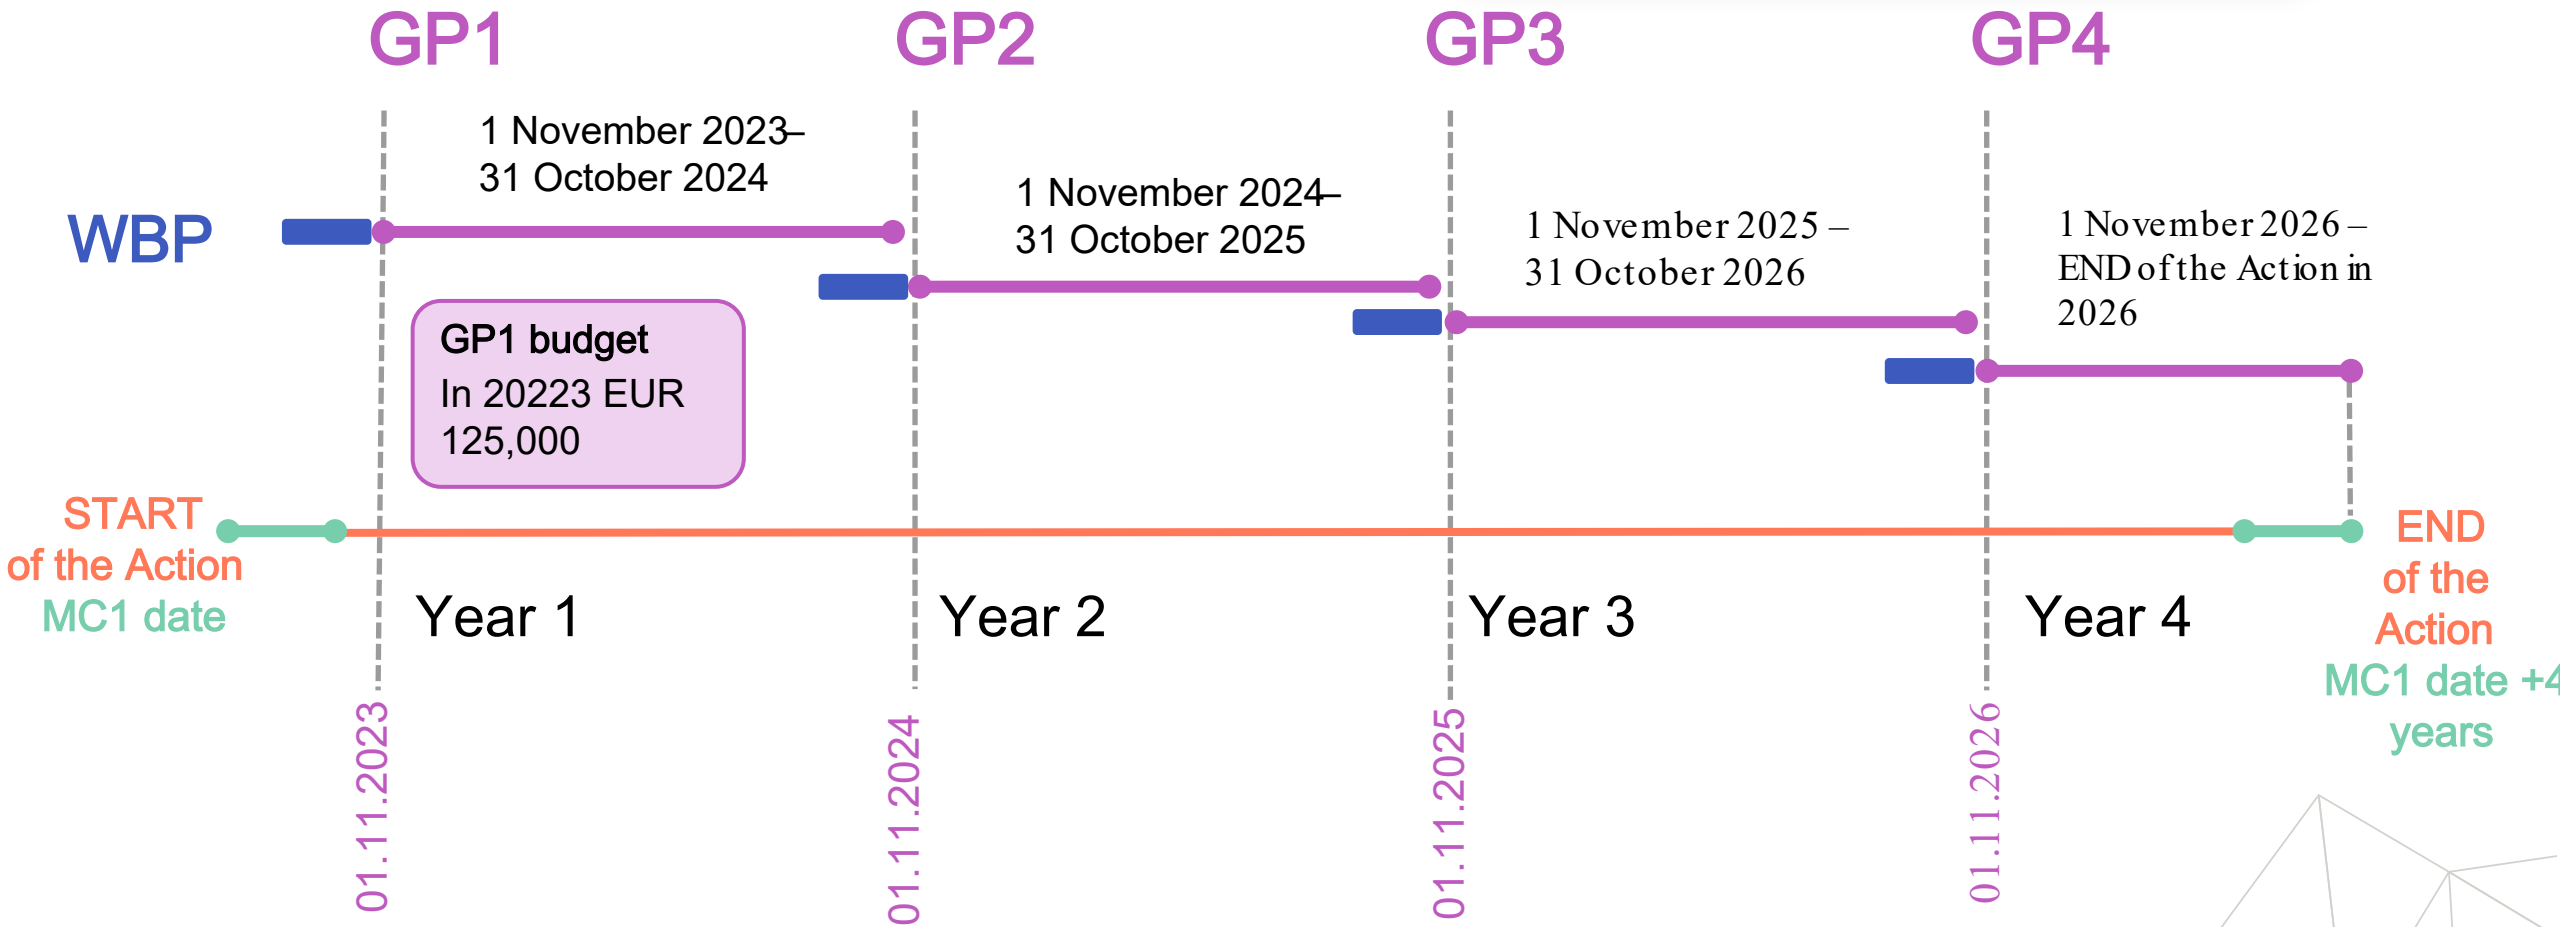 GP1
GP2
GP3
GP4
1 November 2023–
31 October 2024
1 November 2024–
31 October 2025
1 November 2025 –
31 October 2026
1 November 2026 –
END of the Action in
2026
WBP
GP1 budget
In 20223 EUR
125,000
START
of the Action
MC1 date
END
of the
Action
MC1 date +4
years
Year 1
Year 2
Year 3
Year 4
01.11.2023
01.11.2024
01.11.2025
01.11.2026